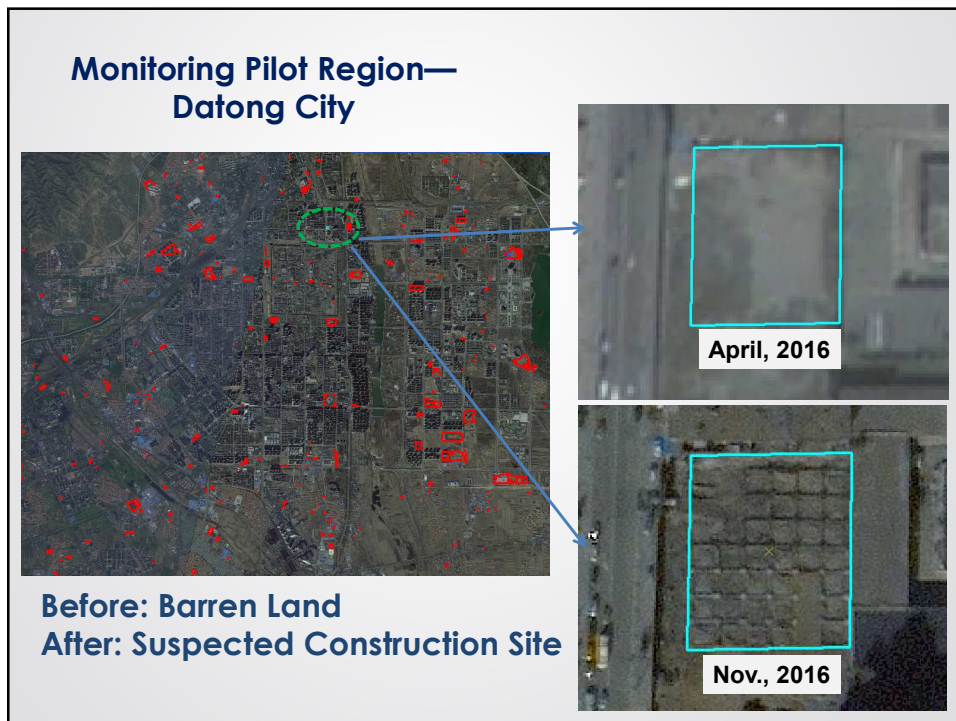 Monitoring Pilot Region—
Datong City
April, 2016
Nov., 2016
Before: Barren Land
After: Suspected Construction Site